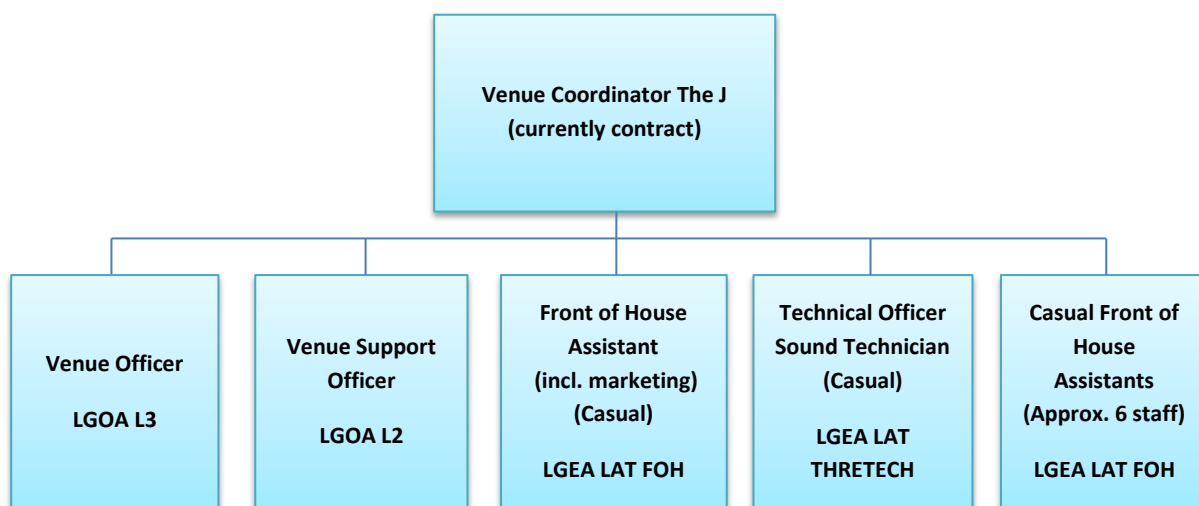 Venue Coordinator The J
(currently contract)
Venue Officer
LGOA L3
Venue Support
Officer
LGOA L2
Front of House
Assistant
(incl. marketing)
(Casual)
LGEA LAT FOH
Technical Officer
Sound Technician
(Casual)
LGEA LAT
THRETECH
Casual Front of
House
Assistants
(Approx. 6 staff)
LGEA LAT FOH